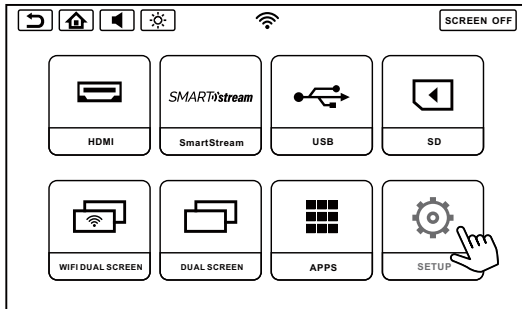 SCREEN OFF
SMART stream
HDMI
SmartStream
USB
SD
WIFI DUAL SCREEN
DUAL SCREEN
APPS
SETUP